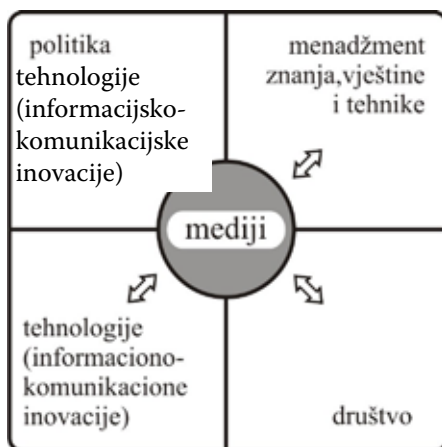 politika
tehnologije
(informacijsko-
komunikacijske
inovacije)
menadžment
znanja,vještine
i tehnike
mediji
tehnologije
(informaciono-
komunikacione
inovacije)
društvo